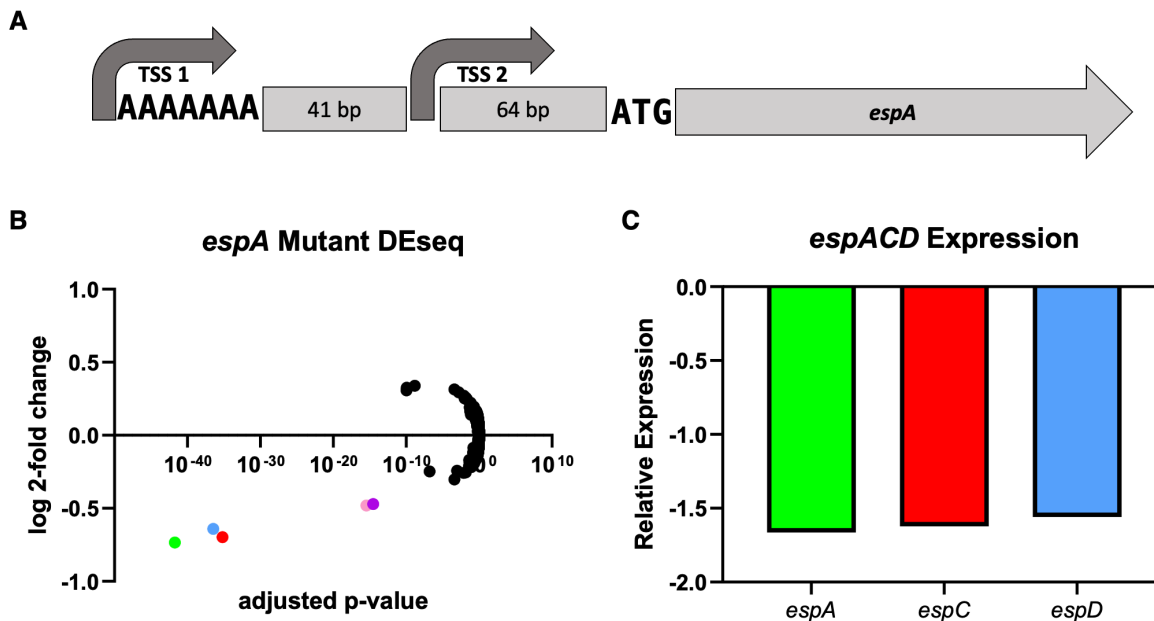 A
TSS 1
TSS 2
AAAAAAA
41 bp
64 bp
ATG
espA
B
espA Mutant DEseq
1.0
0.5
0.0
-0.5
-1.0
log 2-fold change
10-40
10-30
10-20
10-10
100
1010
adjusted p-value
C
espACD Expression
0.0
-0.5
-1.0
-1.5
-2.0
Relative Expression
espA
espC
espD